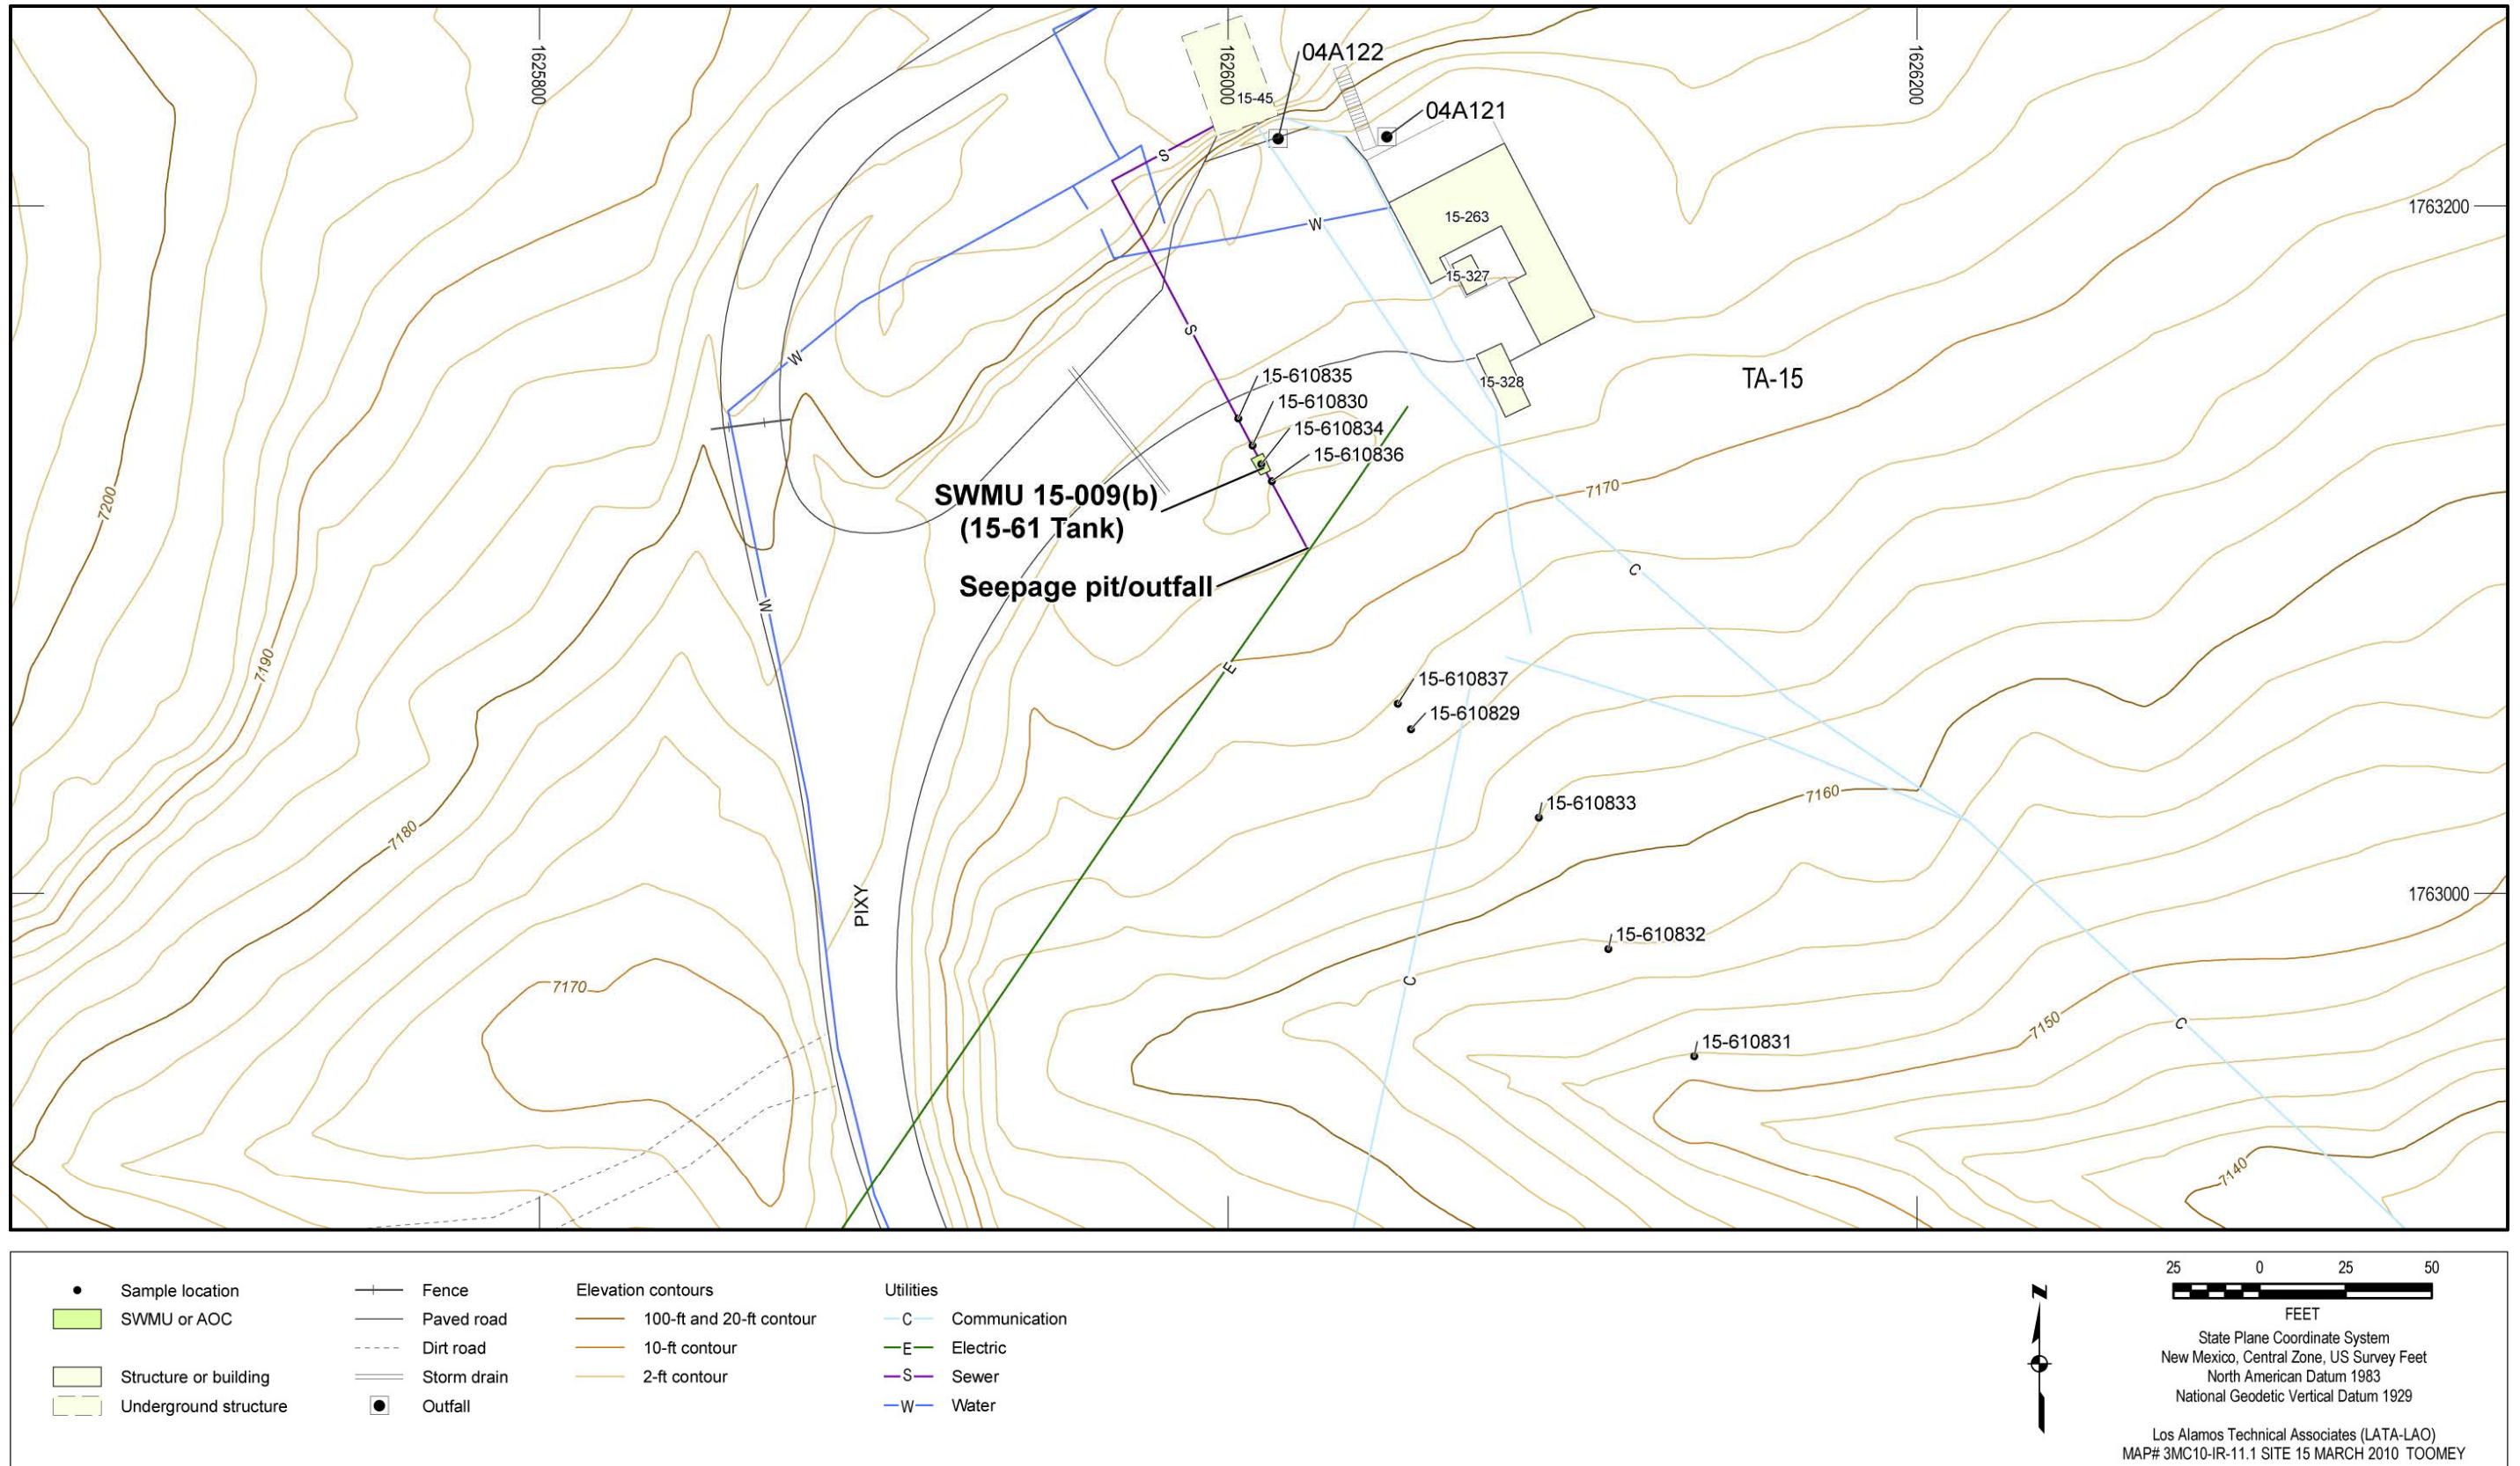 1625800
1626000
1626200
04A122
04A121
15-45
S
1763200
15-263
W
15-327
S
W
15-610835
TA-15
15-328
15-610830
15-610834
15-610836
7170
SWMU 15-009(b)
(15-61 Tank)
7200
C
Seepage pit/outfall
W
7190
E
15-610837
15-610829
7160
15-610833
7180
1763000
PIXY
15-610832
C
7170
C
7150
15-610831
7140
Sample location
SWMU or AOC
Structure or building
Underground structure
Fence
Paved road
Dirt road
Storm drain
Outfall
Elevation contours
100-ft and 20-ft contour
10-ft contour
2-ft contour
Utilities
C Communication
E Electric
S Sewer
W Water
N
25 0 25 50
FEET
State Plane Coordinate System
New Mexico, Central Zone, US Survey Feet
North American Datum 1983
National Geodetic Vertical Datum 1929
Los Alamos Technical Associates (LATA-LAO)
MAP# 3MC10-IR-11.1 SITE 15 MARCH 2010 TOOMEY